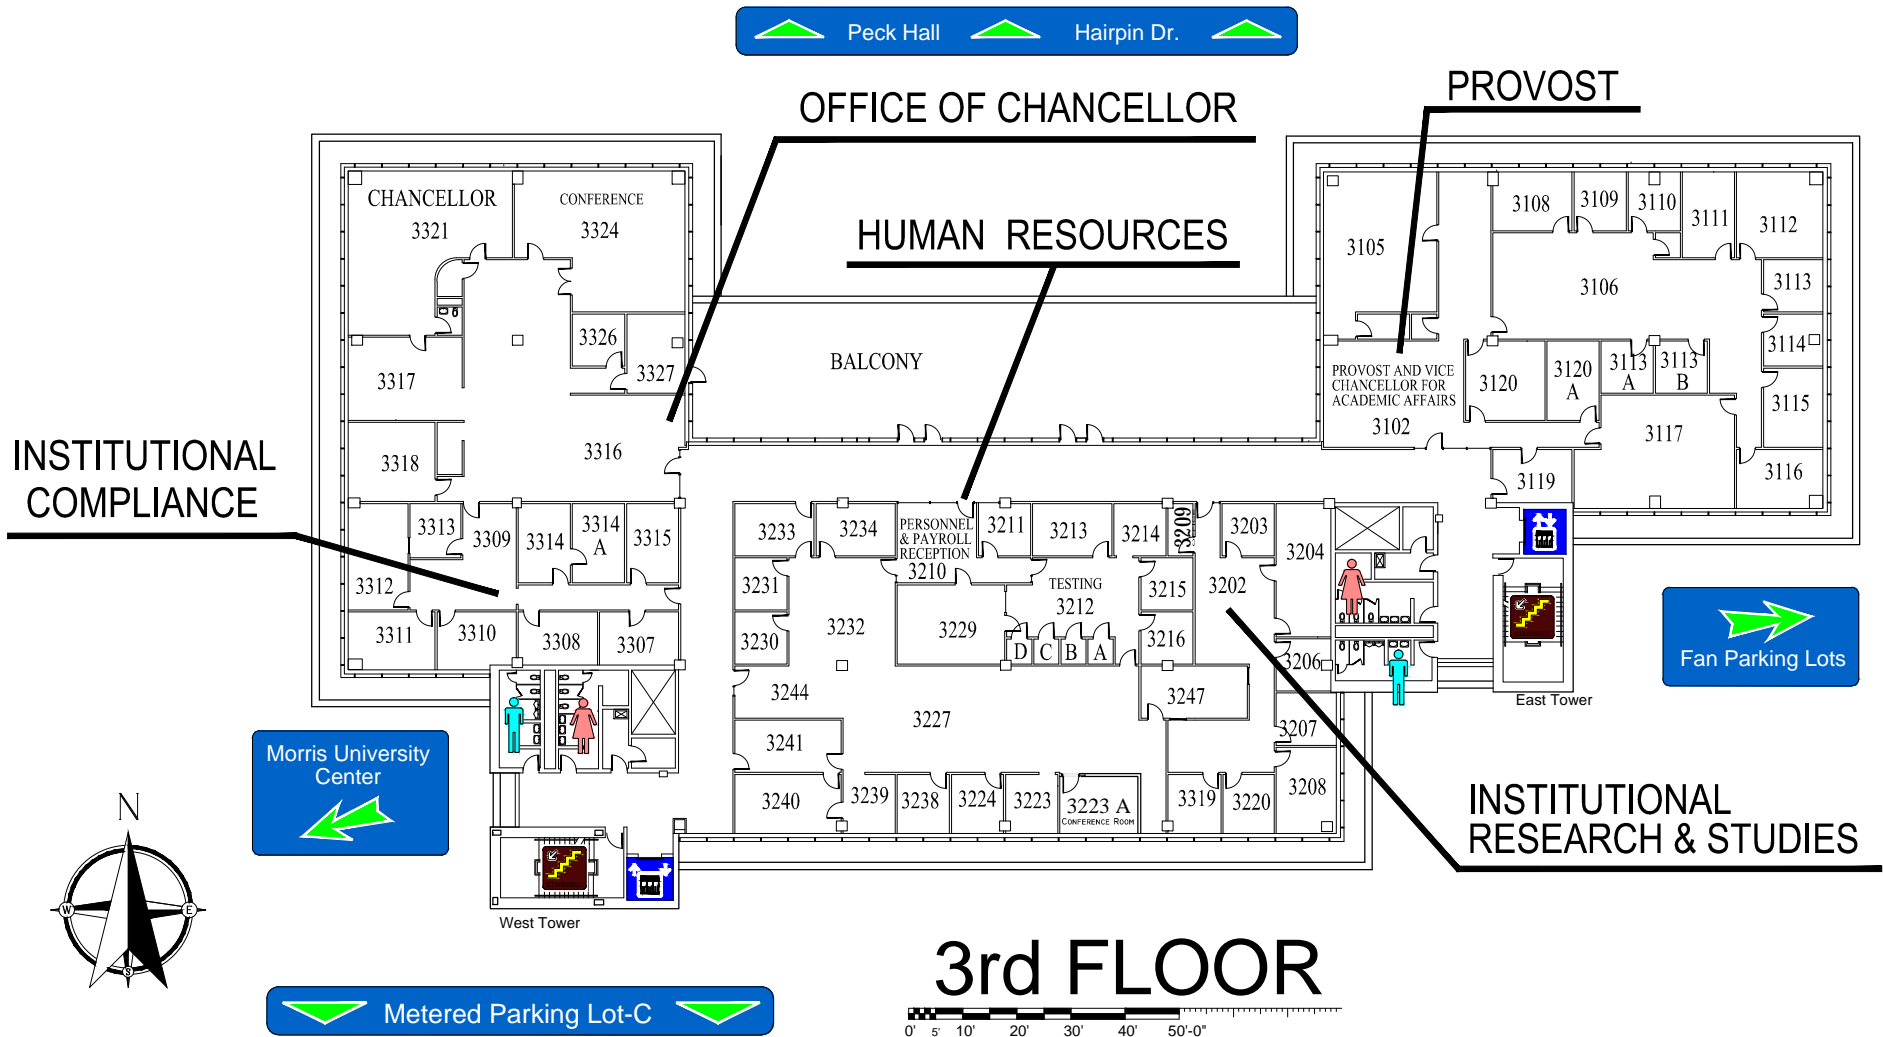 Peck Hall
Hairpin Dr.
PROVOST
OFFICE OF CHANCELLOR
HUMAN RESOURCES
INSTITUTIONAL
COMPLIANCE
CHANCELLOR
3321
CONFERENCE
3324
3326
3327
3317
3318
3316
BALCONY
3105
3108
3109
3110
3111
3112
3106
3113
3114
3115
3116
PROVOST AND VICE
CHANCELLOR FOR
ACADEMIC AFFAIRS
3102
3120
3120
A
3113
A
3113
B
3117
3119
3313
3309
3314
3314
A
3315
3312
3311
3310
3308
3307
3233
3234
PERSONNEL
& PAYROLL
RECEPTION
3210
3211
3213
3214
3209
3203
3204
3231
3230
3232
3229
TESTING
3212
D
C
B
A
3215
3216
3202
3206
3244
3227
3247
3207
3241
3240
3239
3238
3224
3223
3223 A
CONFERENCE ROOM
3319
3220
3208
Fan Parking Lots
East Tower
Morris University
Center
West Tower
INSTITUTIONAL
RESEARCH & STUDIES
N
W
E
S
3rd FLOOR
0' 5' 10' 20' 30' 40' 50'-0"
Metered Parking Lot-C